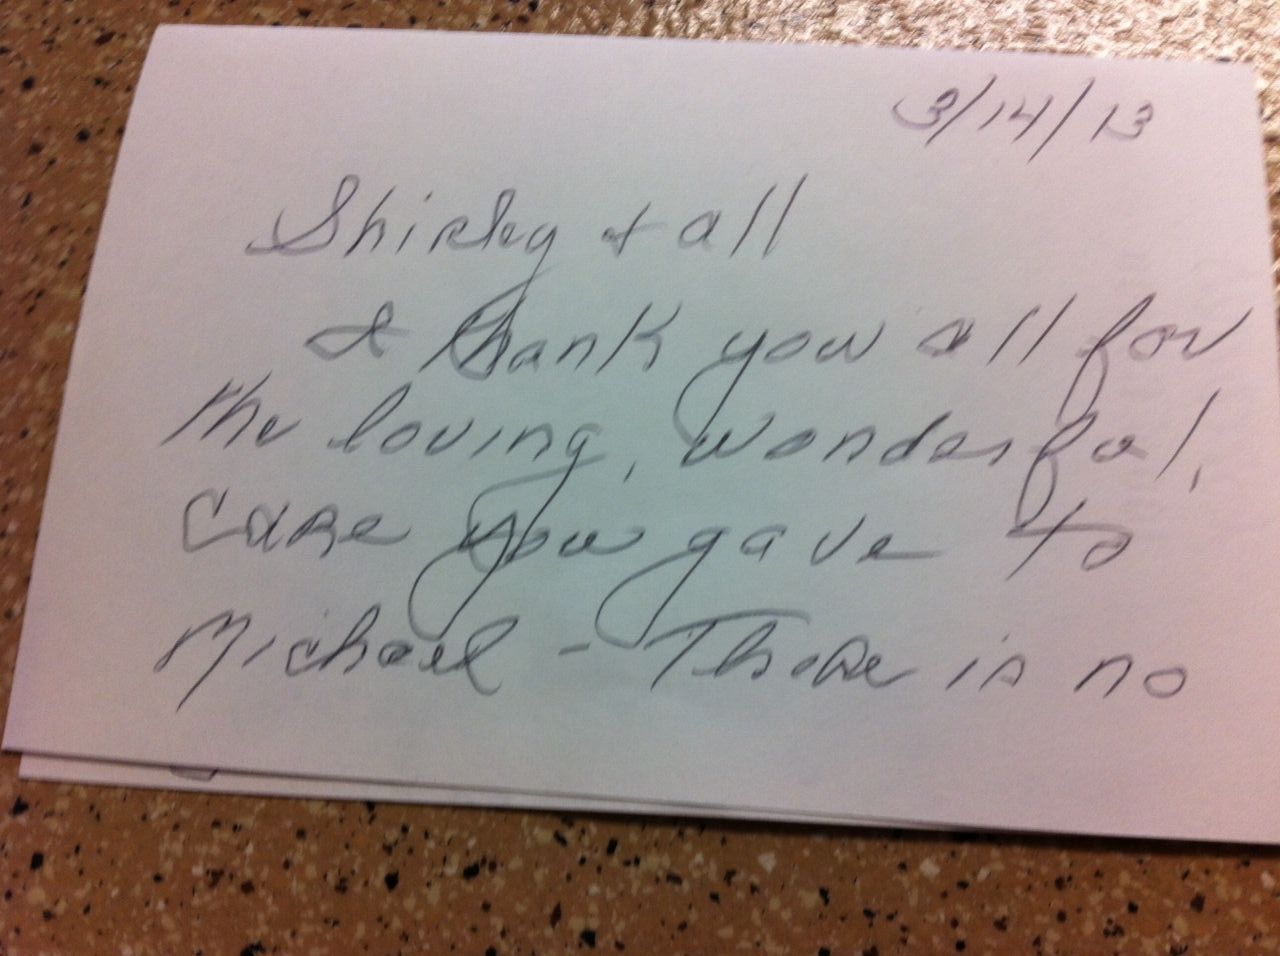 3/14/13
Shirley + all
I thank you all for
the loving, wonderful,
care you gave to
Michael - There is no